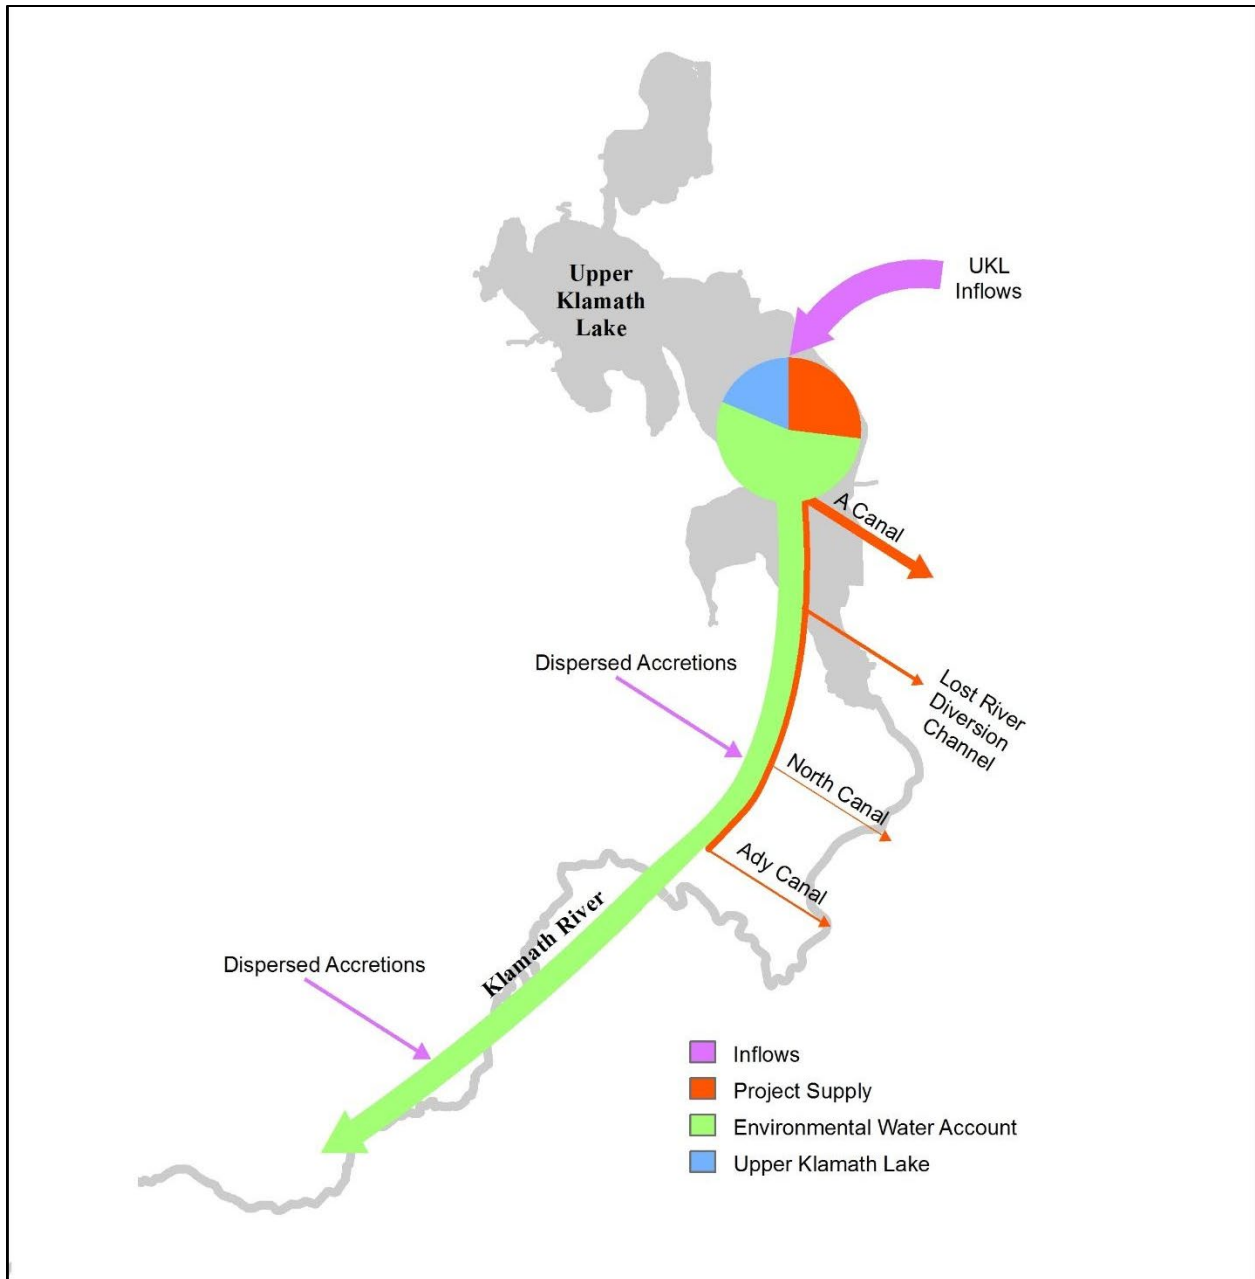 Upper
Klamath
Lake
UKL
Inflows
A Canal
Dispersed Accretions
Lost River
Diversion
Channel
North Canal
Ady Canal
Klamath River
Dispersed Accretions
Inflows
Project Supply
Environmental Water Account
Upper Klamath Lake